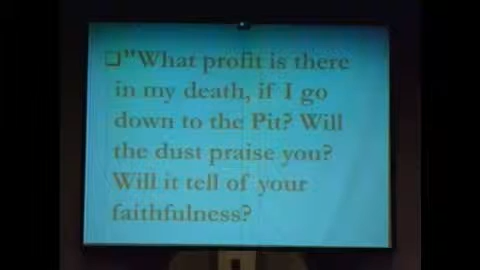 ❑"What profit is there
in my death, if I go
down to the Pit? Will
the dust praise you?
Will it tell of your
faithfulness?